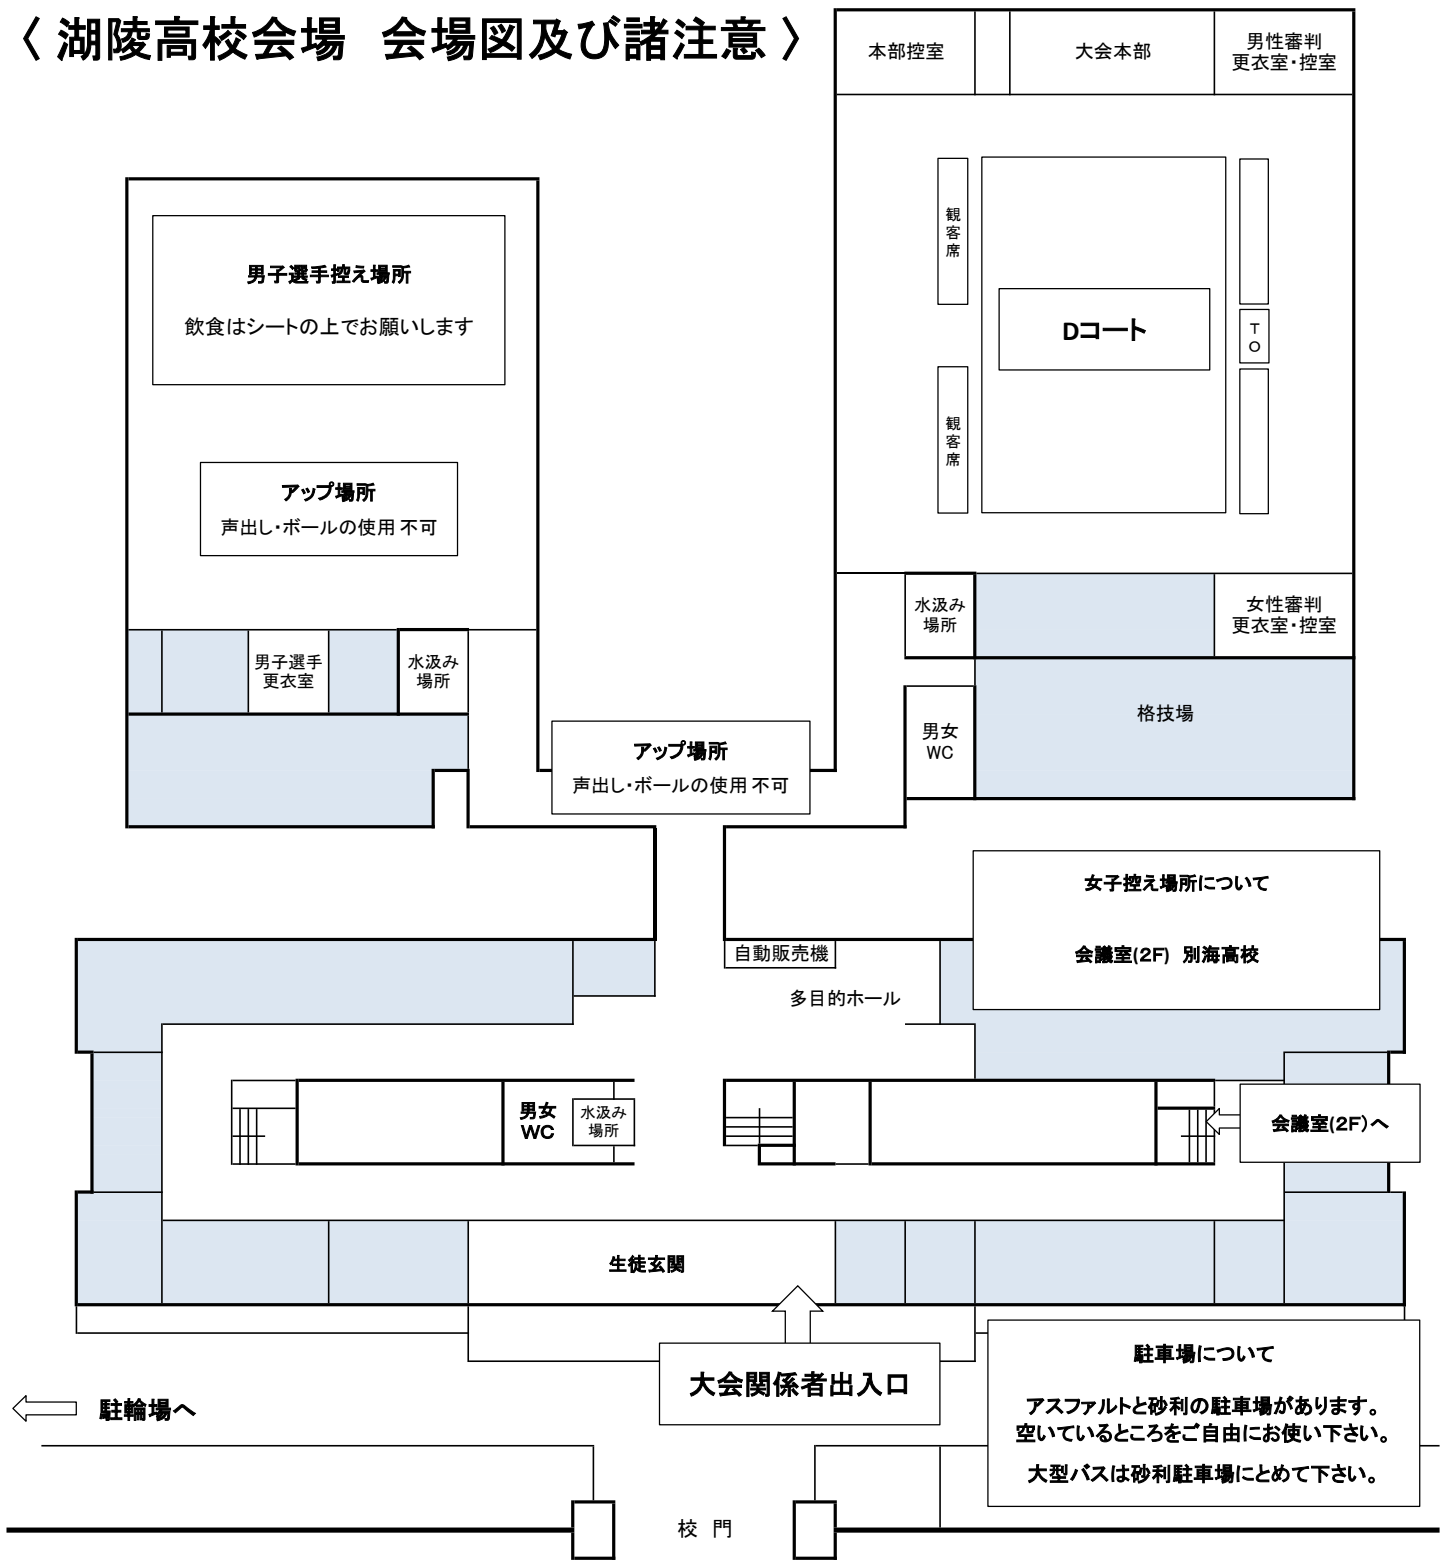 〈 湖陵高校会場　会場図及び諸注意 〉
本部控室
大会本部
男性審判
更衣室・控室
観客席
Dコート
TO
観客席
男子選手控え場所
飲食はシートの上でお願いします
アップ場所
声出し・ボールの使用 不可
男子選手
更衣室
水汲み
場所
水汲み
場所
女性審判
更衣室・控室
格技場
男女
WC
アップ場所
声出し・ボールの使用 不可
女子控え場所について
会議室(2F)　別海高校
自動販売機
多目的ホール
男女
WC
水汲み
場所
会議室(2F)へ
生徒玄関
大会関係者出入口
駐輪場へ
駐車場について
アスファルトと砂利の駐車場があります。
空いているところをご自由にお使い下さい。
大型バスは砂利駐車場にとめて下さい。
校　門